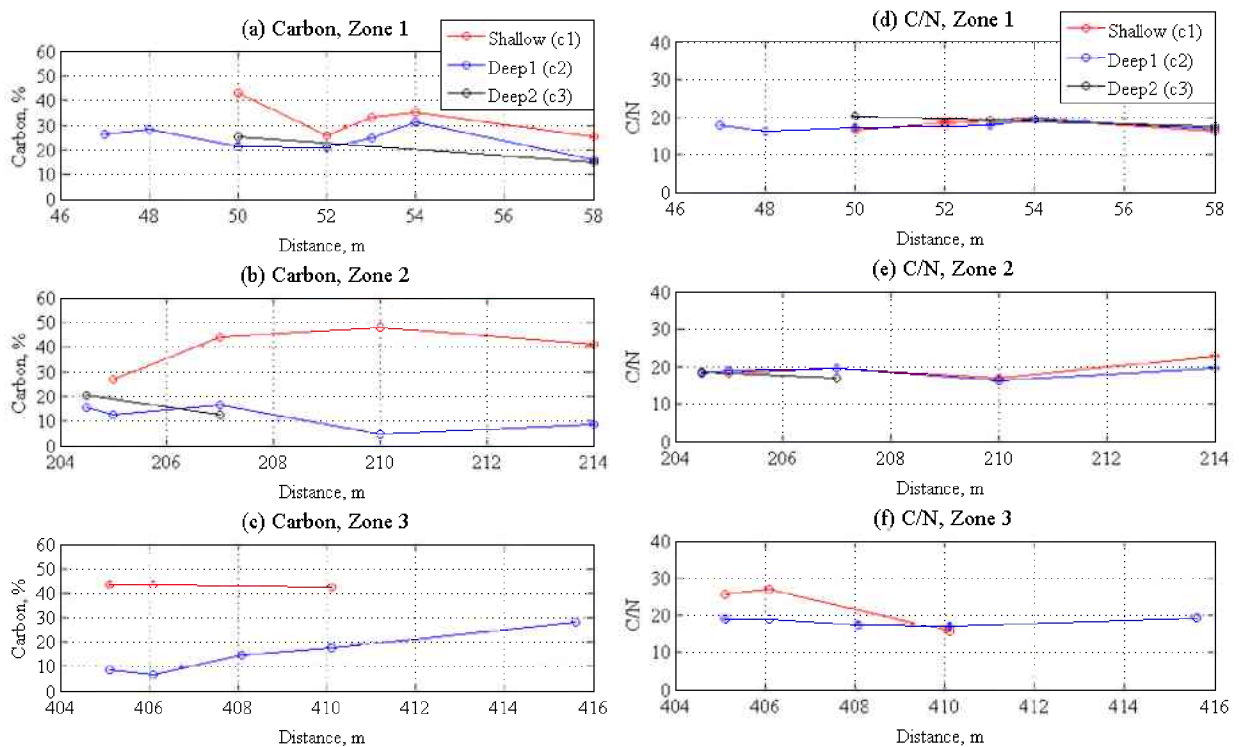 (a) Carbon, Zone 1
Shallow (c1)
Deep1 (c2)
Deep2 (c3)
60
50
40
30
20
10
0
Carbon, %
46 48 50 52 54 56 58
Distance, m
(d) C/N, Zone 1
Shallow (c1)
Deep1 (c2)
Deep2 (c3)
40
30
20
10
0
C/N
46 48 50 52 54 56 58
Distance, m
(b) Carbon, Zone 2
60
50
40
30
20
10
0
Carbon, %
204 206 208 210 212 214
Distance, m
(e) C/N, Zone 2
40
30
20
10
0
C/N
204 206 208 210 212 214
Distance, m
(c) Carbon, Zone 3
60
50
40
30
20
10
0
Carbon, %
404 406 408 410 412 414 416
Distance, m
(f) C/N, Zone 3
40
30
20
10
0
C/N
404 406 408 410 412 414 416
Distance, m